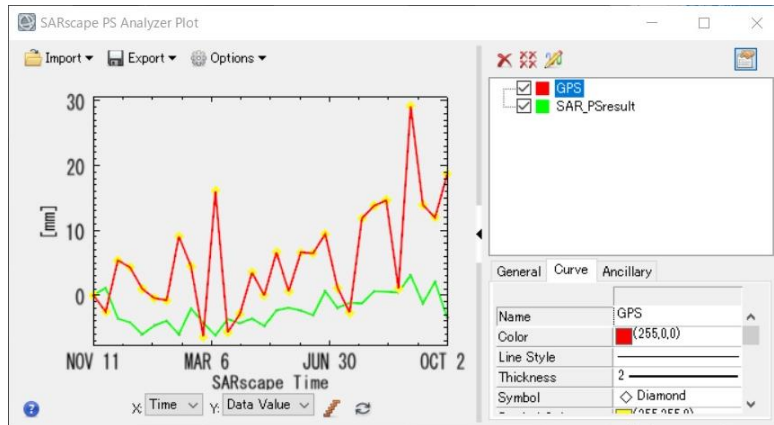 SARscape PS Analyzer Plot
Import Export Options
30
20
10
0
[mm]
NOV 11 MAR 6 JUN 30 OCT 2
SARscape Time
X: Time Y: Data Value
GPS
SAR_PSresult
General Curve Ancillary
Name GPS
Color (255,0,0)
Line Style
Thickness 2
Symbol Diamond